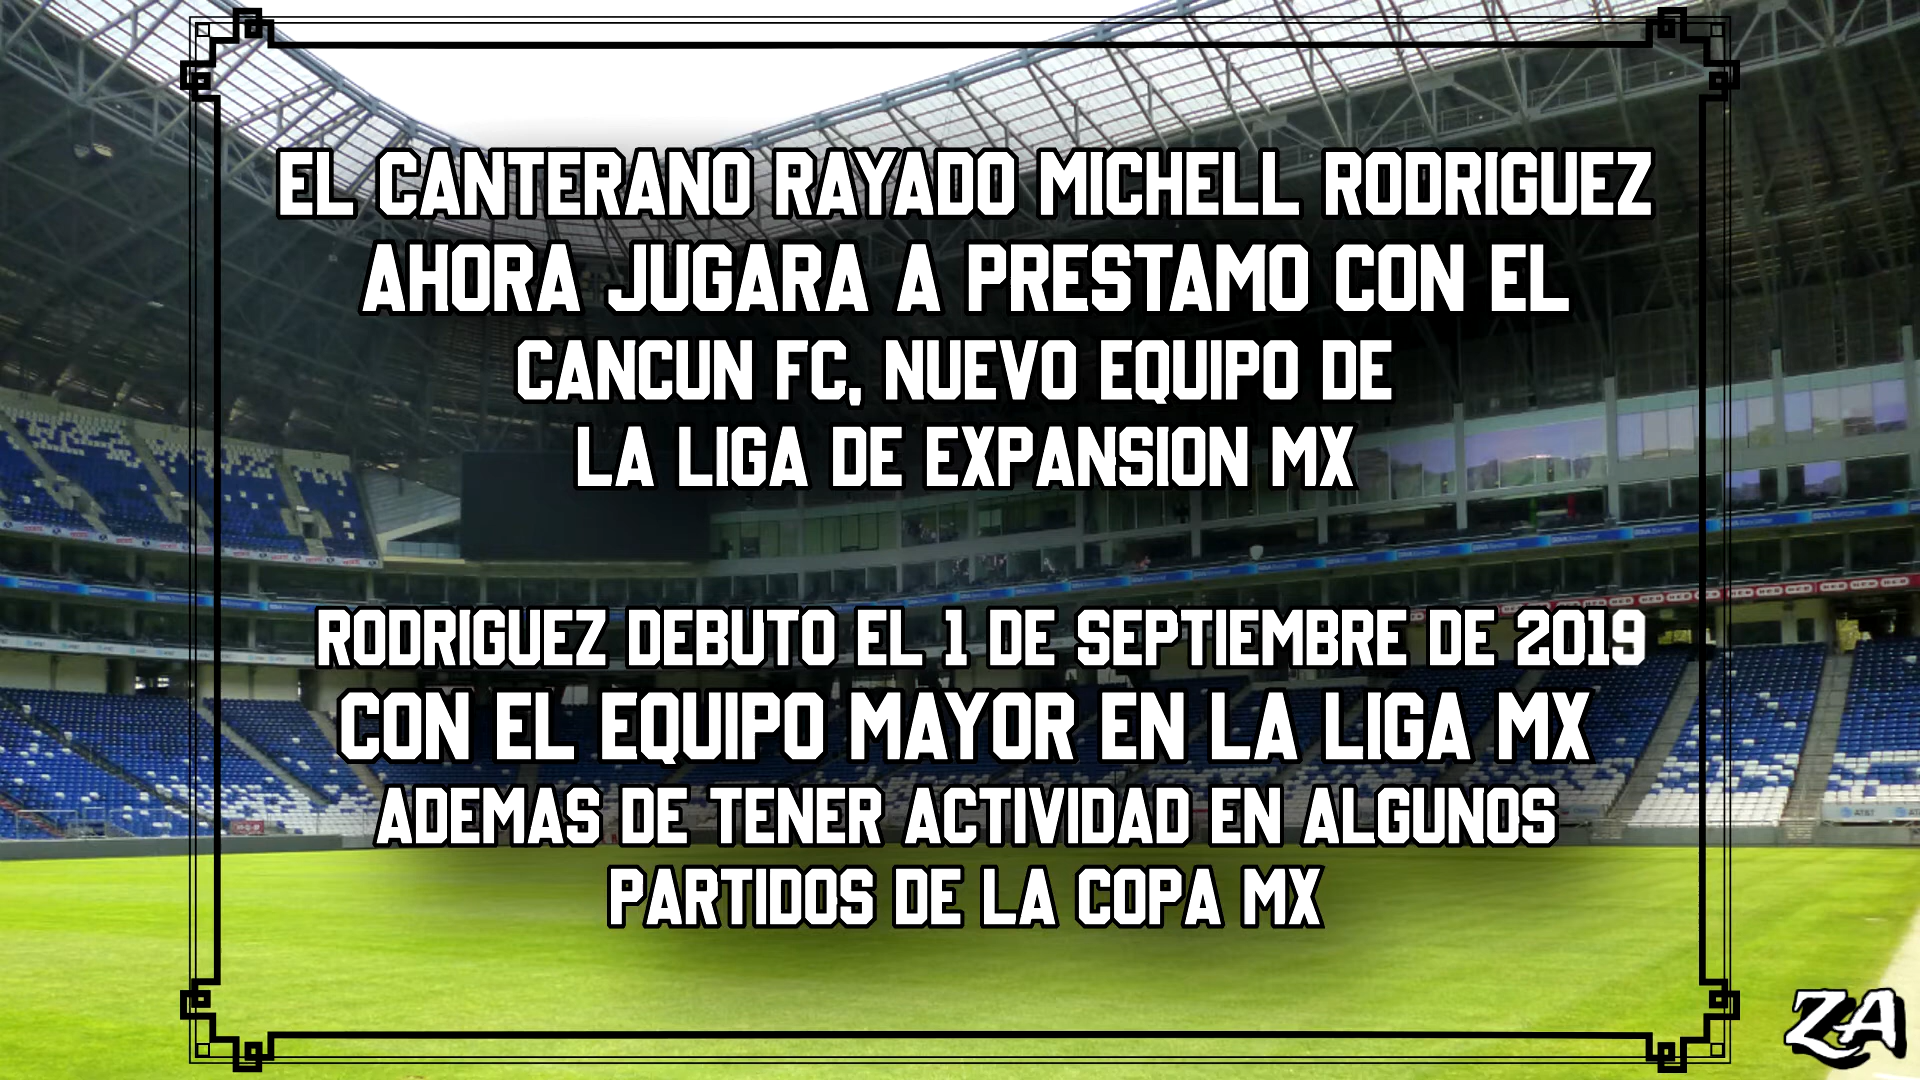 EL CANTERANO RAYADO MICHELL RODRIGUEZ
AHORA JUGARA A PRESTAMO CON EL
CANCUN FC, NUEVO EQUIPO DE
LA LIGA DE EXPANSION MX
RODRIGUEZ DEBUTO EL 1 DE SEPTIEMBRE DE 2019
CON EL EQUIPO MAYOR EN LA LIGA MX
ADEMAS DE TENER ACTIVIDAD EN ALGUNOS
PARTIDOS DE LA COPA MX
ZA